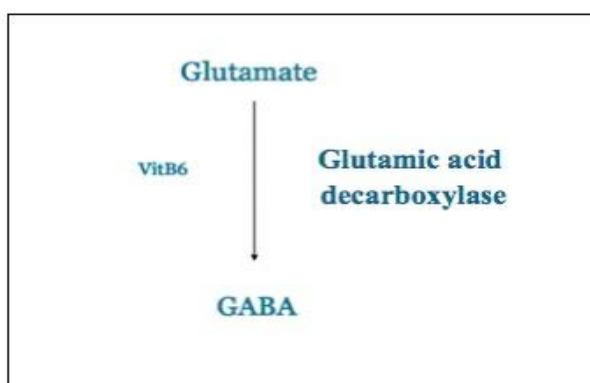 Glutamate
VitB6
Glutamic acid
decarboxylase
GABA